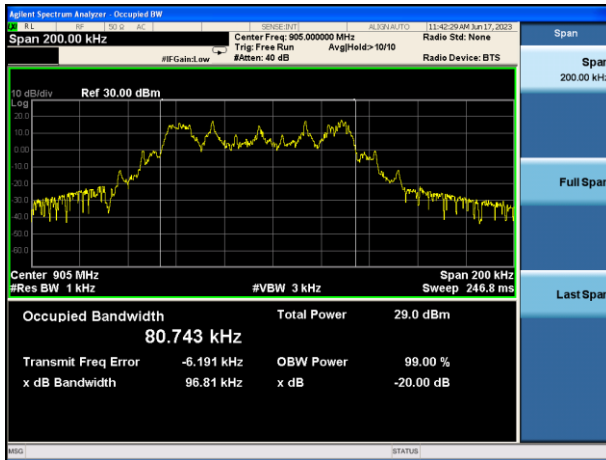 Agilent Spectrum Analyzer - Occupied BW
RL RF 50 Ω AC SENSE:INT ALIGN AUTO 11:42:29 AM Jun 17, 2023
Span 200.00 kHz Center Freq: 905.000000 MHz Radio Std: None
Trig: Free Run Avg|Hold:>10/10
#IFGain:Low #Atten: 40 dB Radio Device: BTS
10 dB/div Ref 30.00 dBm
Log
20.0
10.0
0.00
-10.0
-20.0
-30.0
-40.0
-50.0
-60.0
Center 905 MHz Span 200 kHz
#Res BW 1 kHz #VBW 3 kHz Sweep 246.8 ms
Occupied Bandwidth Total Power 29.0 dBm
80.743 kHz
Transmit Freq Error -6.191 kHz OBW Power 99.00 %
x dB Bandwidth 96.81 kHz x dB -20.00 dB
MSG STATUS
Span
Span
200.00 kHz
Full Span
Last Span